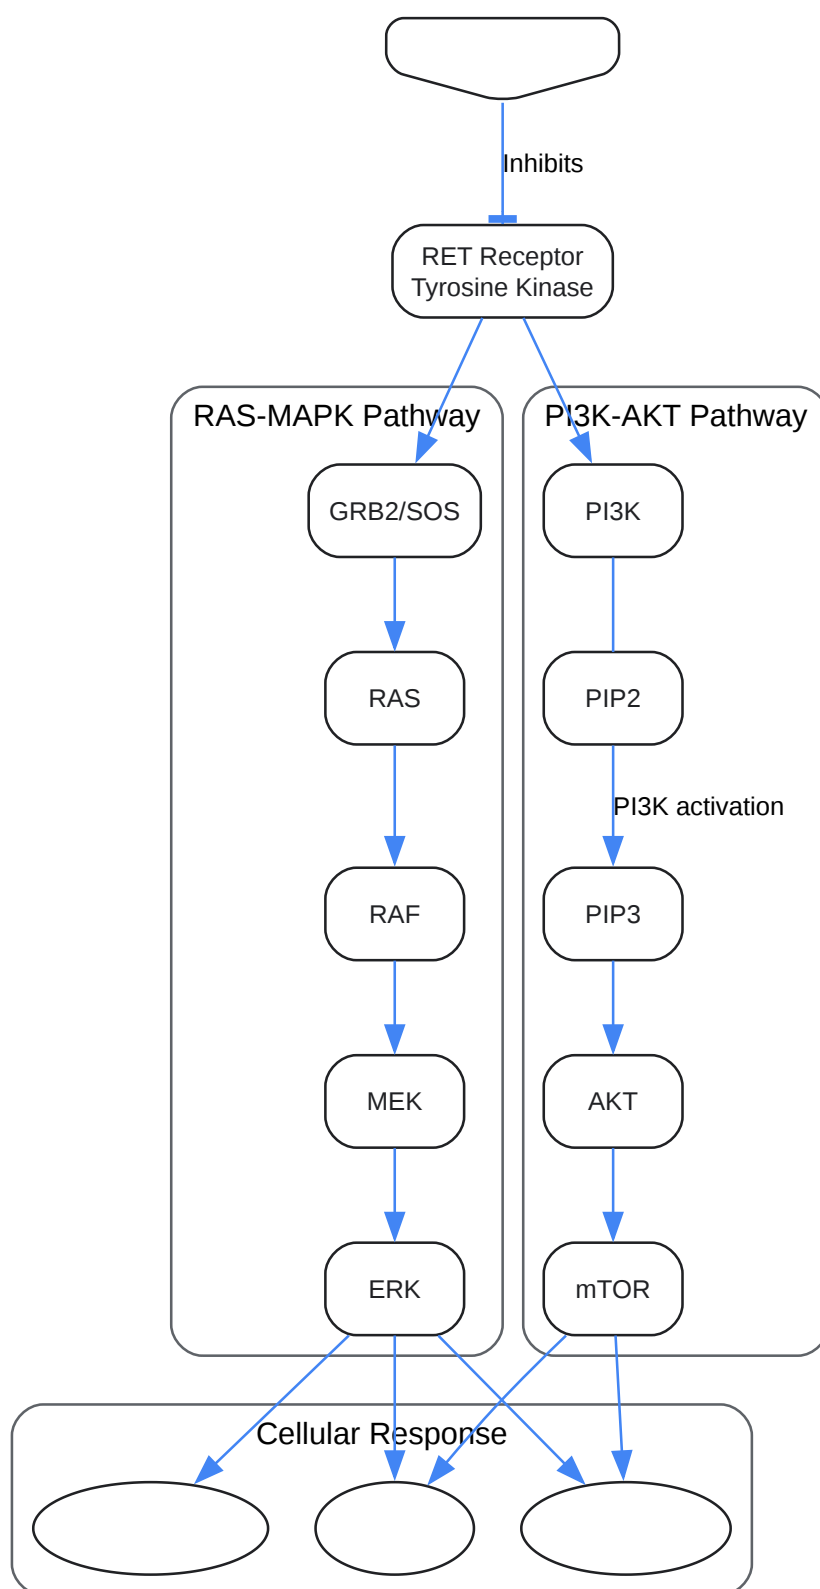 Inhibits
RET Receptor
Tyrosine Kinase
RAS-MAPK Pathway
PI3K-AKT Pathway
GRB2/SOS
PI3K
RAS
PIP2
PI3K activation
RAF
PIP3
MEK
AKT
ERK
mTOR
Cellular Response